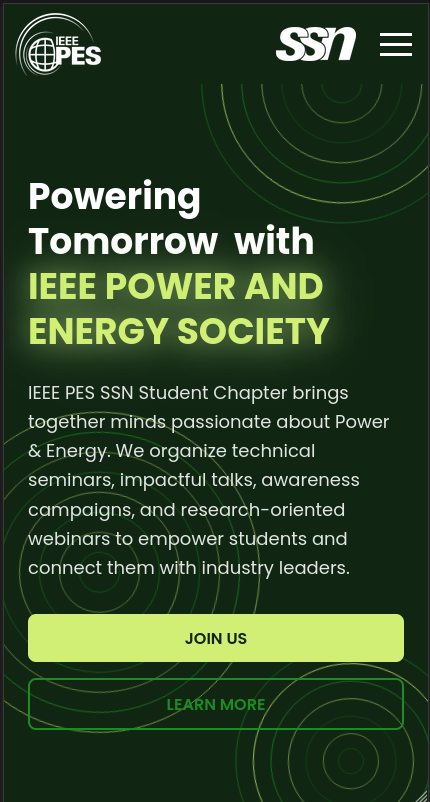 IEEE
PES
SSN
Powering
Tomorrow with
IEEE POWER AND
ENERGY SOCIETY
IEEE PES SSN Student Chapter brings
together minds passionate about Power
& Energy. We organize technical
seminars, impactful talks, awareness
campaigns, and research-oriented
webinars to empower students and
connect them with industry leaders.
JOIN US
LEARN MORE